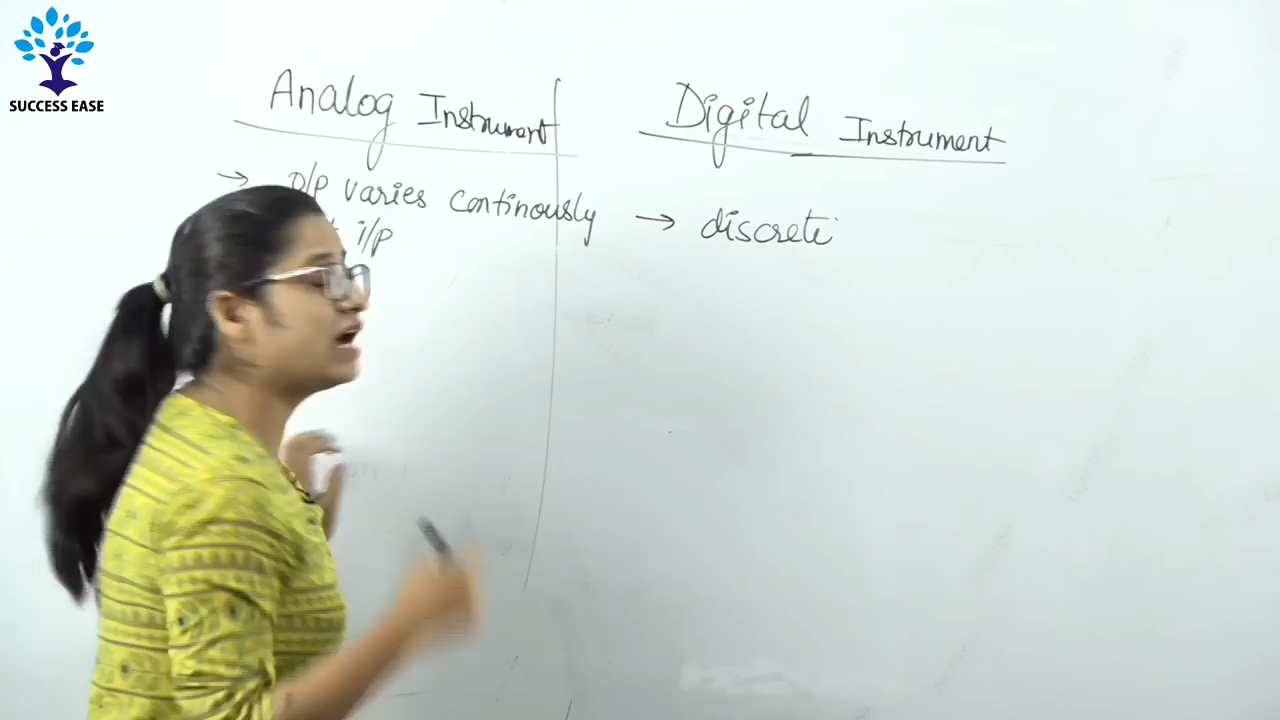 SUCCESS EASE
Analog Instrument
Digital Instrument
→ o/p varies continously
i/p
→ discrete